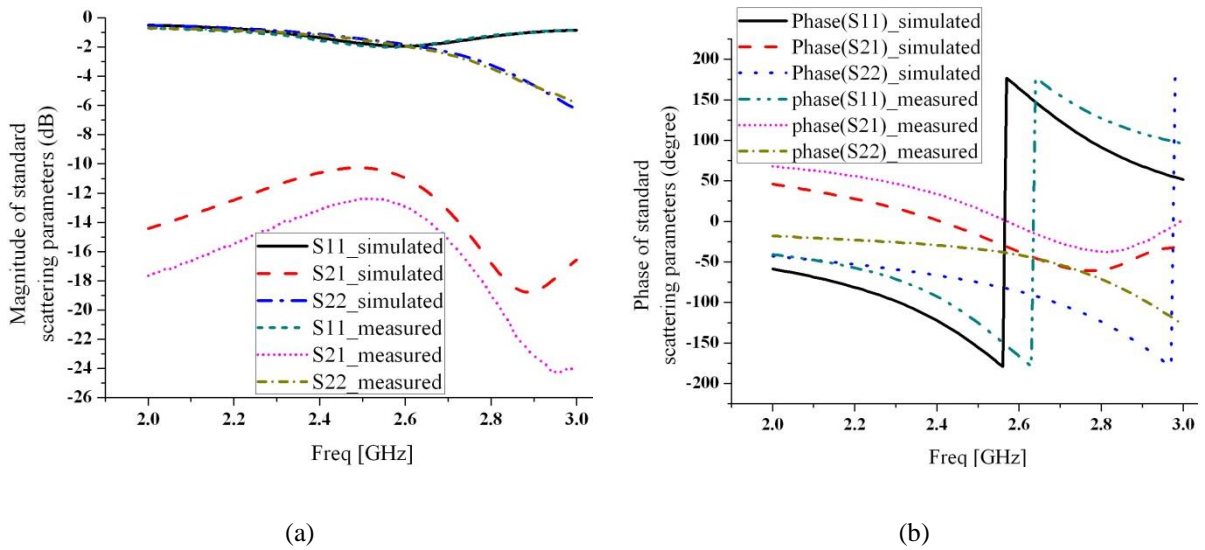 0
-2
-4
-6
-8
-10
-12
-14
-16
-18
-20
-22
-24
-26
Magnitude of standard
scattering parameters (dB)
S11_simulated
S21_simulated
S22_simulated
S11_measured
S21_measured
S22_measured
2.0 2.2 2.4 2.6 2.8 3.0
Freq [GHz]
(a)
200
150
100
50
0
-50
-100
-150
-200
Phase of standard
scattering parameters (degree)
Phase(S11)_simulated
Phase(S21)_simulated
Phase(S22)_simulated
phase(S11)_measured
phase(S21)_measured
phase(S22)_measured
2.0 2.2 2.4 2.6 2.8 3.0
Freq [GHz]
(b)